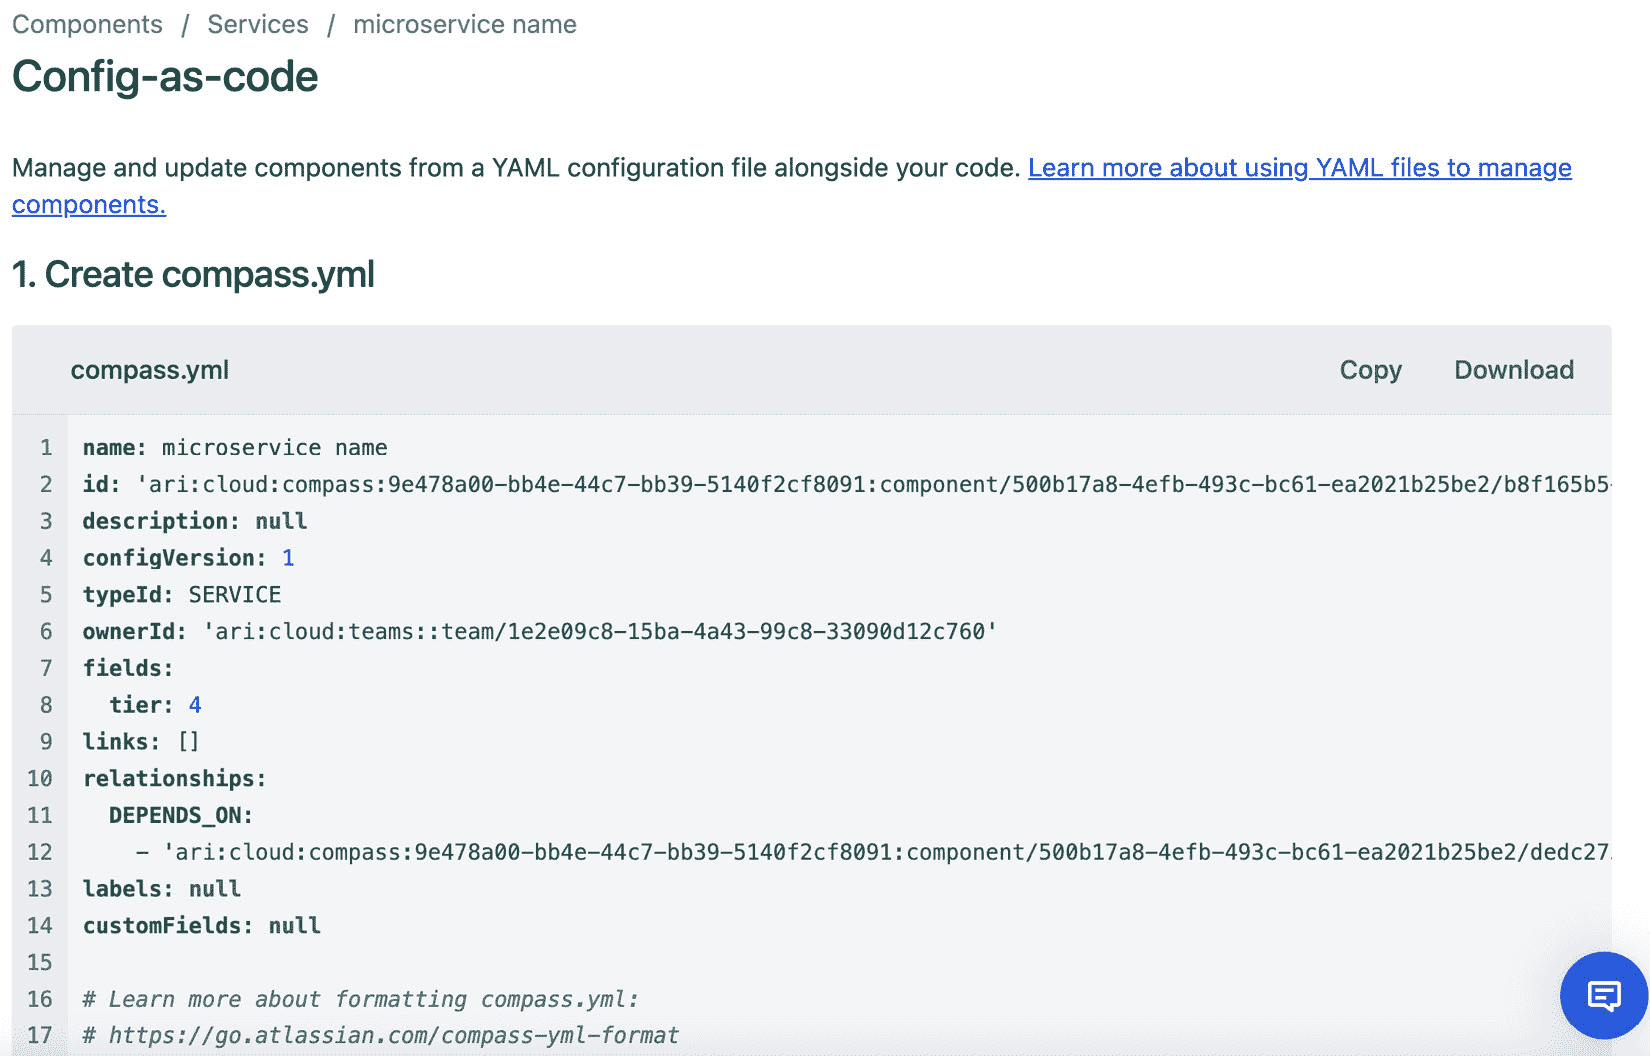 Components / Services / microservice name
Config-as-code
Manage and update components from a YAML configuration file alongside your code. Learn more about using YAML files to manage
components.
1. Create compass.yml
compass.yml Copy Download
1 name: microservice name
2 id: 'ari:cloud:compass:9e478a00-bb4e-44c7-bb39-5140f2cf8091:component/500b17a8-4efb-493c-bc61-ea2021b25be2/b8f165b5-
3 description: null
4 configVersion: 1
5 typeId: SERVICE
6 ownerId: 'ari:cloud:teams::team/1e2e09c8-15ba-4a43-99c8-33090d12c760'
7 fields:
8   tier: 4
9 links: []
10 relationships:
11   DEPENDS_ON:
12     - 'ari:cloud:compass:9e478a00-bb4e-44c7-bb39-5140f2cf8091:component/500b17a8-4efb-493c-bc61-ea2021b25be2/dedc27
13 labels: null
14 customFields: null
15
16 # Learn more about formatting compass.yml:
17 # https://go.atlassian.com/compass-yml-format